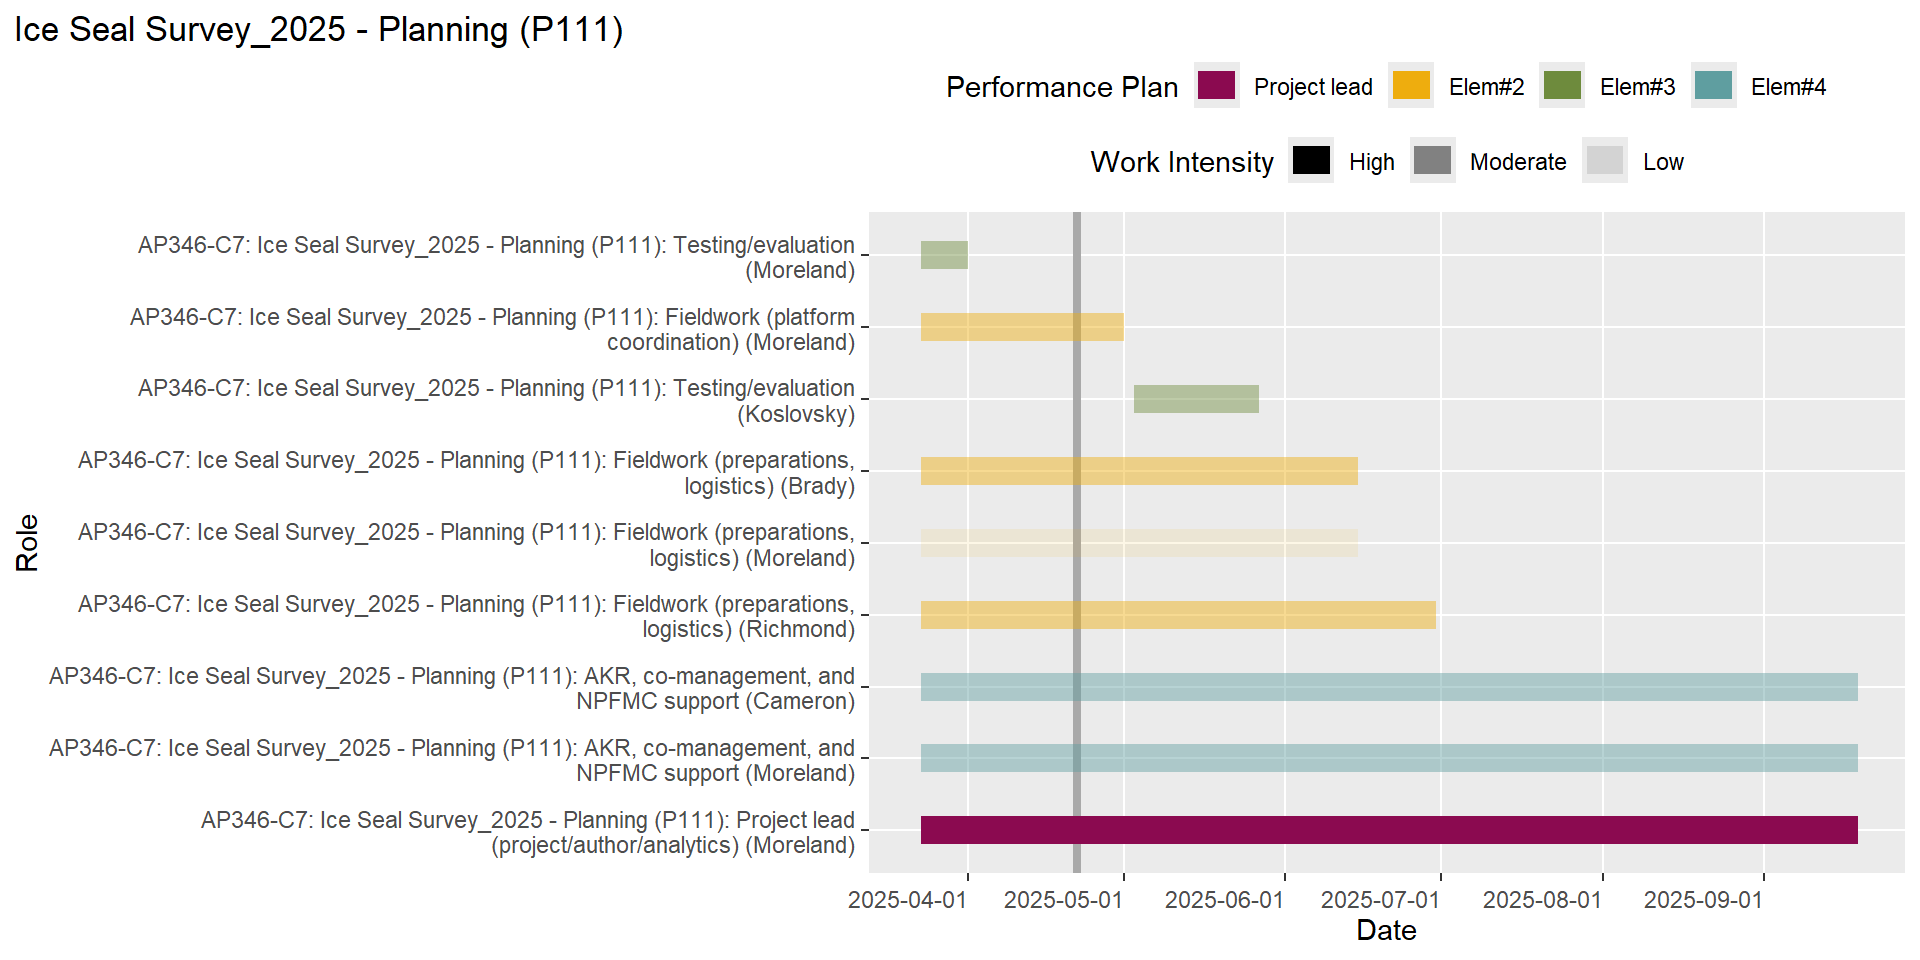 Ice Seal Survey_2025 - Planning (P111)
Performance Plan Project lead Elem#2 Elem#3 Elem#4
Work Intensity High Moderate Low
AP346-C7: Ice Seal Survey_2025 - Planning (P111): Testing/evaluation
(Moreland)
AP346-C7: Ice Seal Survey_2025 - Planning (P111): Fieldwork (platform
coordination) (Moreland)
AP346-C7: Ice Seal Survey_2025 - Planning (P111): Testing/evaluation
(Koslovsky)
AP346-C7: Ice Seal Survey_2025 - Planning (P111): Fieldwork (preparations,
logistics) (Brady)
AP346-C7: Ice Seal Survey_2025 - Planning (P111): Fieldwork (preparations,
logistics) (Moreland)
AP346-C7: Ice Seal Survey_2025 - Planning (P111): Fieldwork (preparations,
logistics) (Richmond)
AP346-C7: Ice Seal Survey_2025 - Planning (P111): AKR, co-management, and
NPFMC support (Cameron)
AP346-C7: Ice Seal Survey_2025 - Planning (P111): AKR, co-management, and
NPFMC support (Moreland)
AP346-C7: Ice Seal Survey_2025 - Planning (P111): Project lead
(project/author/analytics) (Moreland)
Role
2025-04-01 2025-05-01 2025-06-01 2025-07-01 2025-08-01 2025-09-01
Date